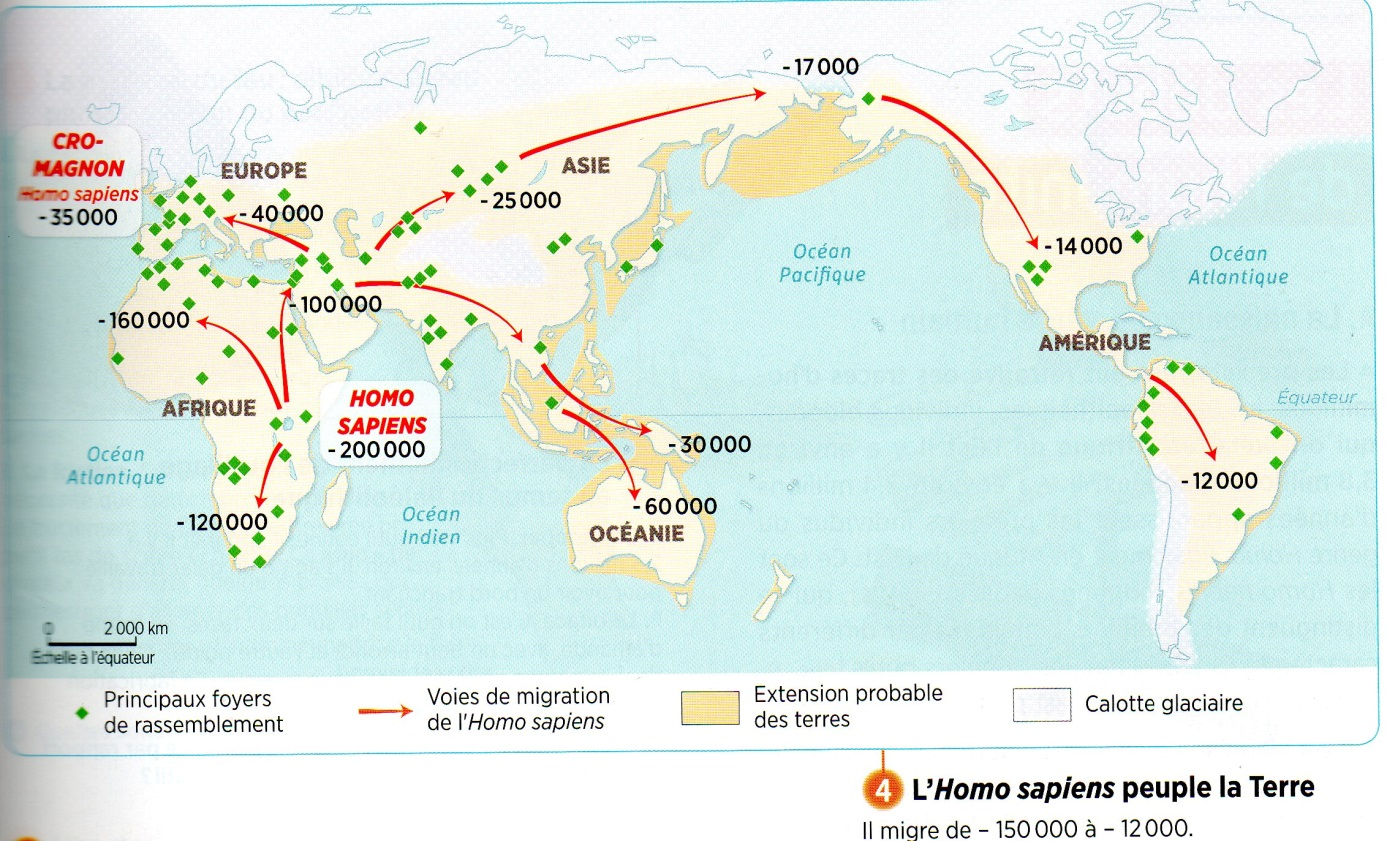 - 17 000
CRO-
MAGNON
Homo sapiens
- 35 000
EUROPE
ASIE
- 40 000
- 25 000
Océan
Pacifique
- 14 000
Océan
Atlantique
- 100 000
- 160 000
AMÉRIQUE
AFRIQUE
HOMO
SAPIENS
- 200 000
Équateur
Océan
Atlantique
- 30 000
- 12 000
- 120 000
Océan
Indien
- 60 000
OCÉANIE
0 2 000 km
Échelle à l'équateur
Principaux foyers
de rassemblement
Voies de migration
de l'Homo sapiens
Extension probable
des terres
Calotte glaciaire
4 L'Homo sapiens peuple la Terre
Il migre de – 150 000 à – 12 000.